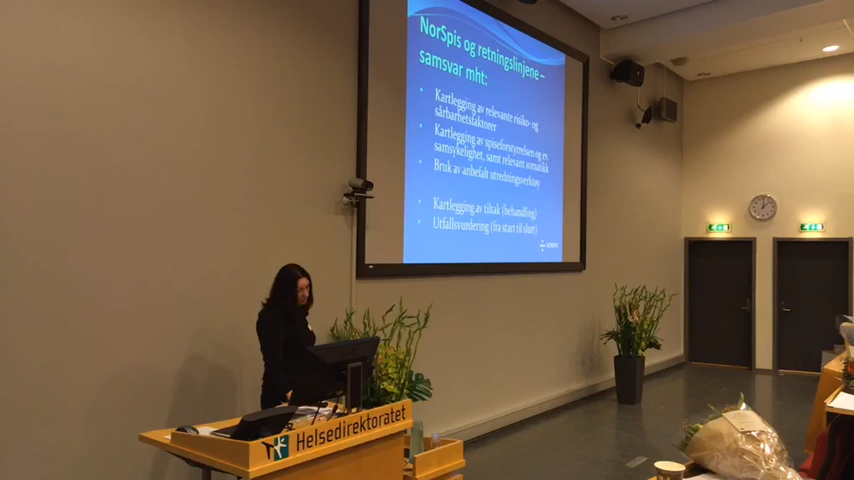 NorSpis og retningslinjene –
samsvar mht:
Kartlegging av relevante risiko- og
sårbarhetsfaktorer
Kartlegging av spiseforstyrrelsen og ev.
samsykelighet, samt relevant somatikk
Bruk av anbefalt utredningsverktøy
Kartlegging av tiltak (behandling)
Utfallsvurdering (fra start til slutt)
Helsedirektoratet